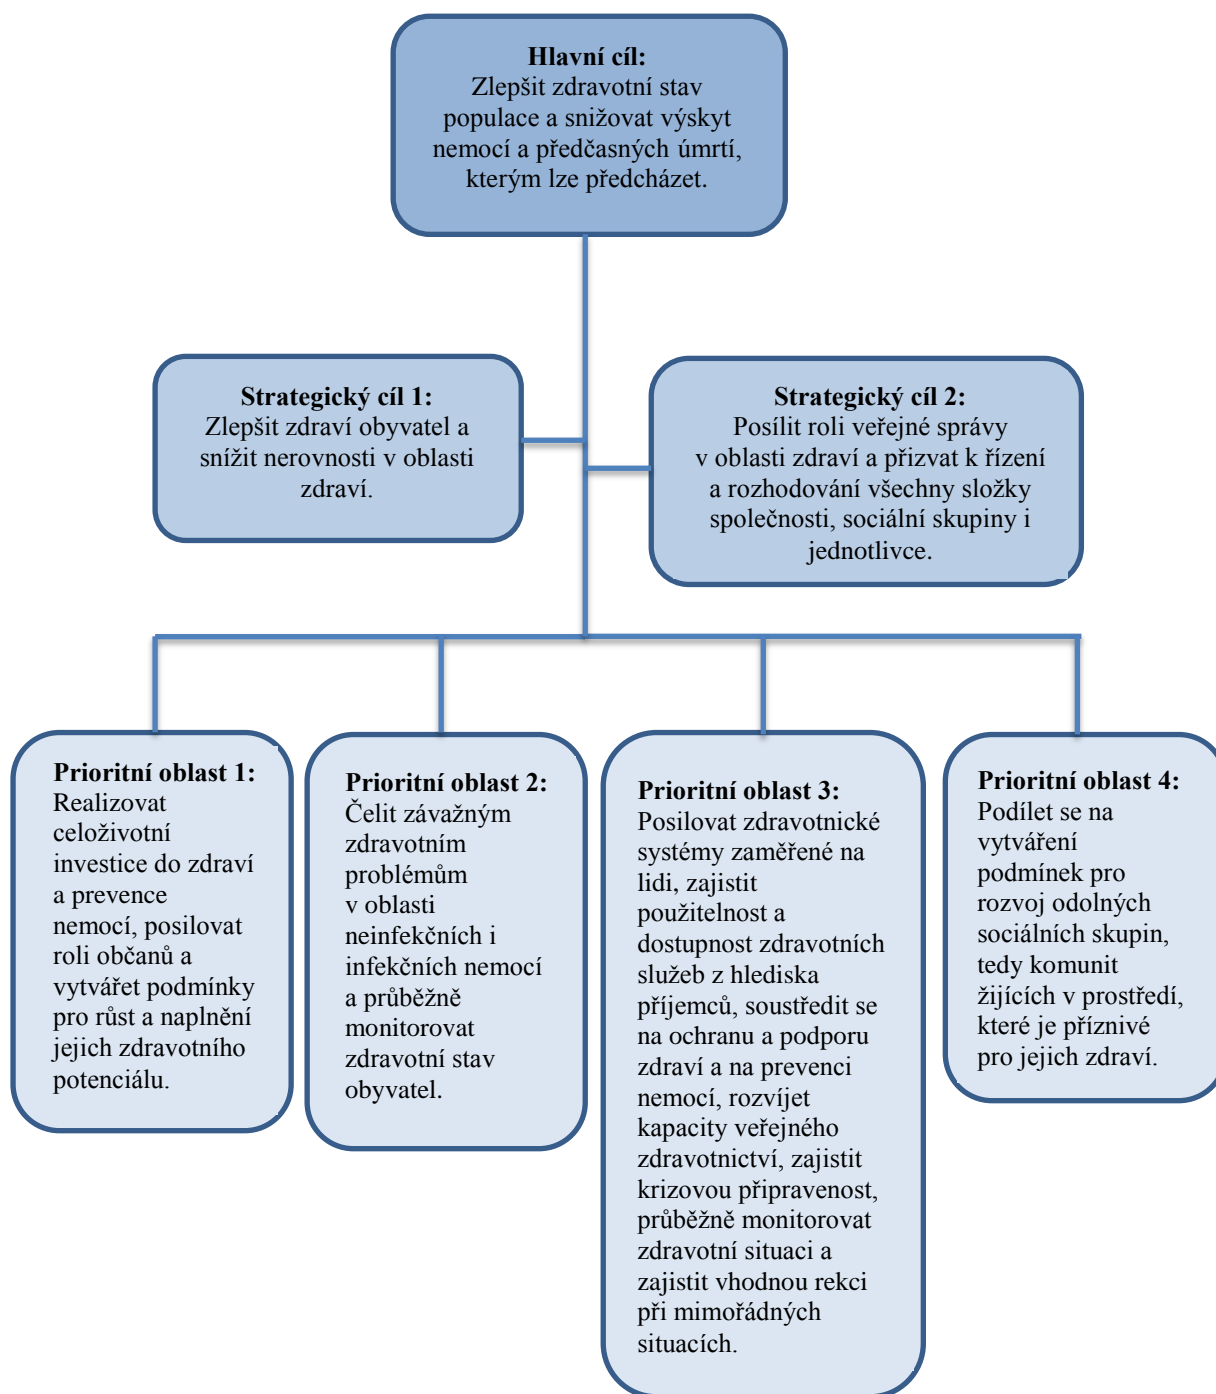 Hlavní cíl:
Zlepšit zdravotní stav
populace a snižovat výskyt
nemocí a předčasných úmrtí,
kterým lze předcházet.
Strategický cíl 1:
Zlepšit zdraví obyvatel a
snížit nerovnosti v oblasti
zdraví.
Strategický cíl 2:
Posílit roli veřejné správy
v oblasti zdraví a přizvat k řízení
a rozhodování všechny složky
společnosti, sociální skupiny i
jednotlivce.
Prioritní oblast 1:
Realizovat
celoživotní
investice do zdraví
a prevence
nemocí, posilovat
roli občanů a
vytvářet podmínky
pro růst a naplnění
jejich zdravotního
potenciálu.
Prioritní oblast 2:
Čelit závažným
zdravotním
problémům
v oblasti
neinfekčních i
infekčních nemocí
a průběžně
monitorovat
zdravotní stav
obyvatel.
Prioritní oblast 3:
Posilovat zdravotnické
systémy zaměřené na
lidi, zajistit
použitelnost a
dostupnost zdravotních
služeb z hlediska
příjemců, soustředit se
na ochranu a podporu
zdraví a na prevenci
nemocí, rozvíjet
kapacity veřejného
zdravotnictví, zajistit
krizovou připravenost,
průběžně monitorovat
zdravotní situaci a
zajistit vhodnou rekci
při mimořádných
situacích.
Prioritní oblast 4:
Podílet se na
vytváření
podmínek pro
rozvoj odolných
sociálních skupin,
tedy komunit
žijících v prostředí,
které je příznivé
pro jejich zdraví.